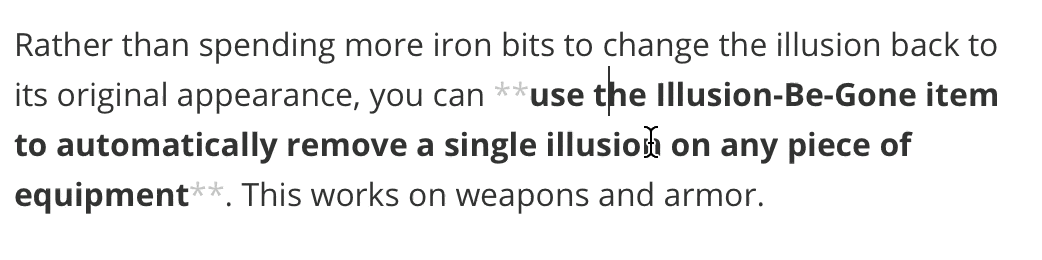 Rather than spending more iron bits to change the illusion back to
its original appearance, you can **use the Illusion-Be-Gone item
to automatically remove a single illusion on any piece of
equipment**. This works on weapons and armor.